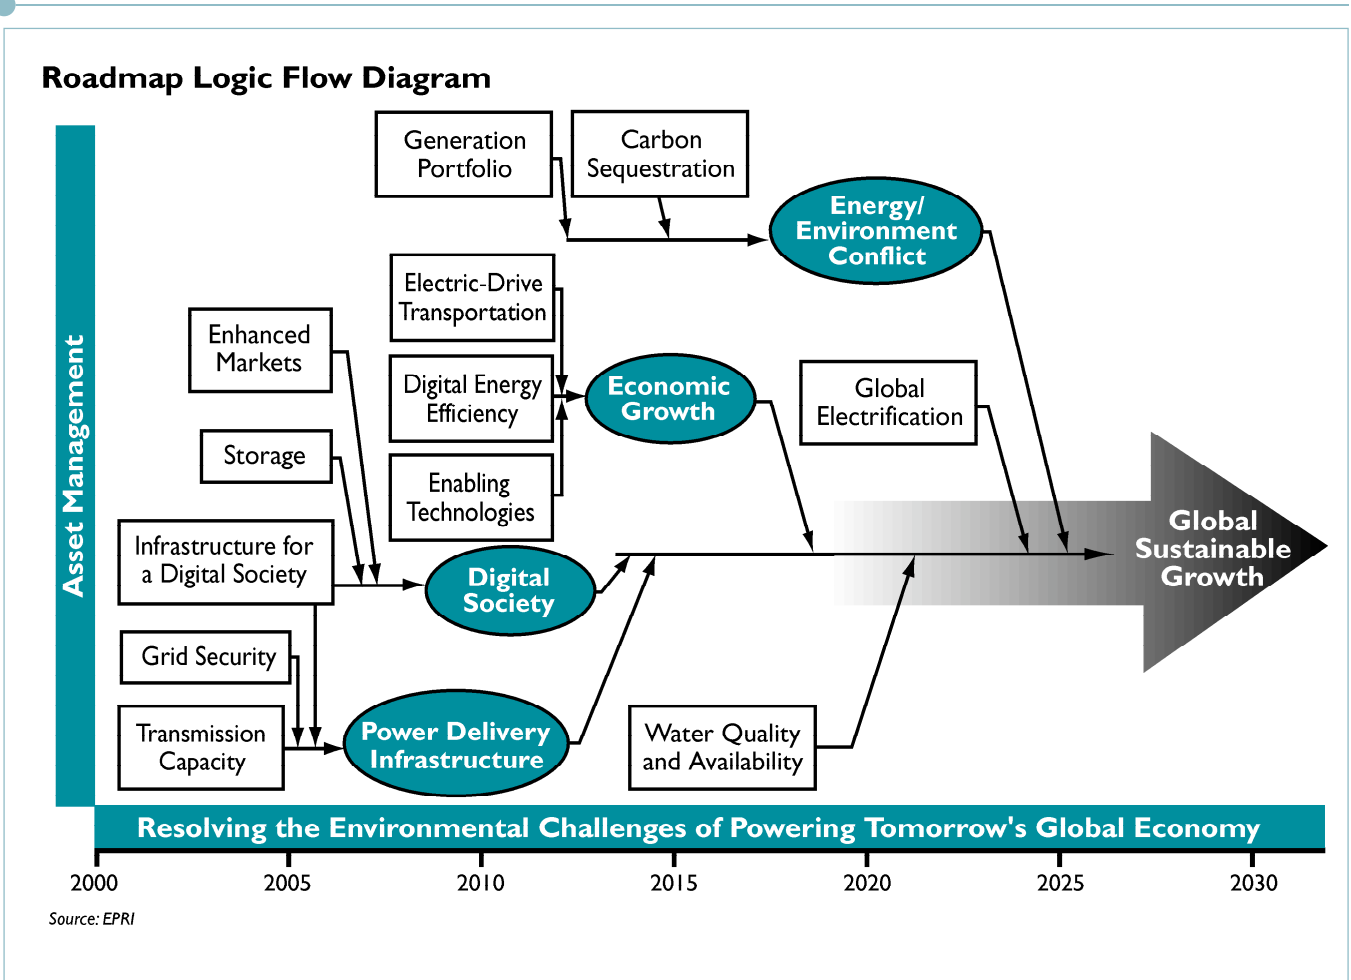 Roadmap Logic Flow Diagram
Generation
Portfolio
Carbon
Sequestration
Energy/
Environment
Conflict
Electric-Drive
Transportation
Enhanced
Markets
Digital Energy
Efficiency
Economic
Growth
Global
Electrification
Storage
Enabling
Technologies
Asset Management
Infrastructure for
a Digital Society
Digital
Society
Global
Sustainable
Growth
Grid Security
Transmission
Capacity
Power Delivery
Infrastructure
Water Quality
and Availability
Resolving the Environmental Challenges of Powering Tomorrow's Global Economy
2000 2005 2010 2015 2020 2025 2030
Source: EPRI